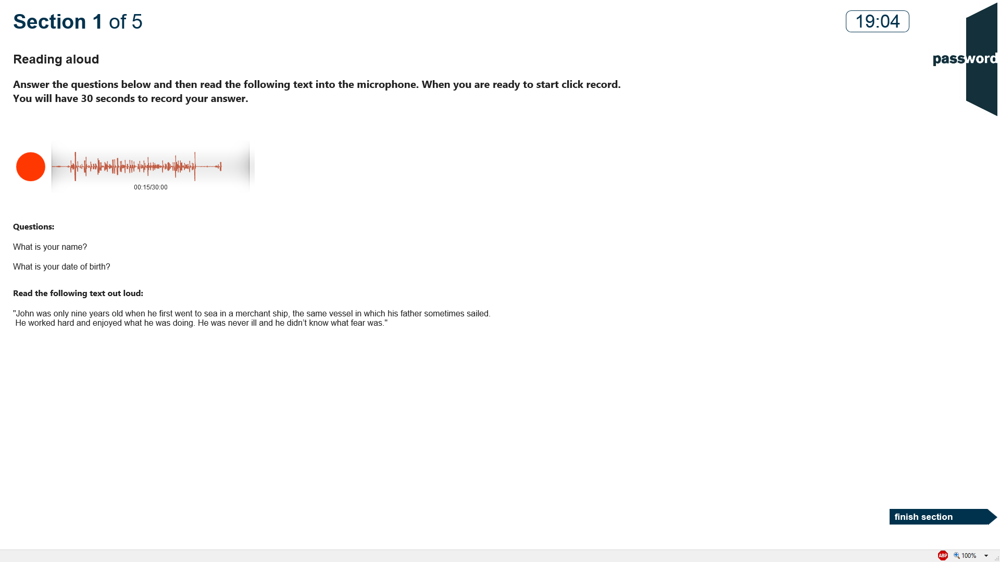 Section 1 of 5
19:04
password
Reading aloud
Answer the questions below and then read the following text into the microphone. When you are ready to start click record.
You will have 30 seconds to record your answer.
00:15/30:00
Questions:
What is your name?
What is your date of birth?
Read the following text out loud:
"John was only nine years old when he first went to sea in a merchant ship, the same vessel in which his father sometimes sailed.
He worked hard and enjoyed what he was doing. He was never ill and he didn’t know what fear was."
finish section
ABP
100%